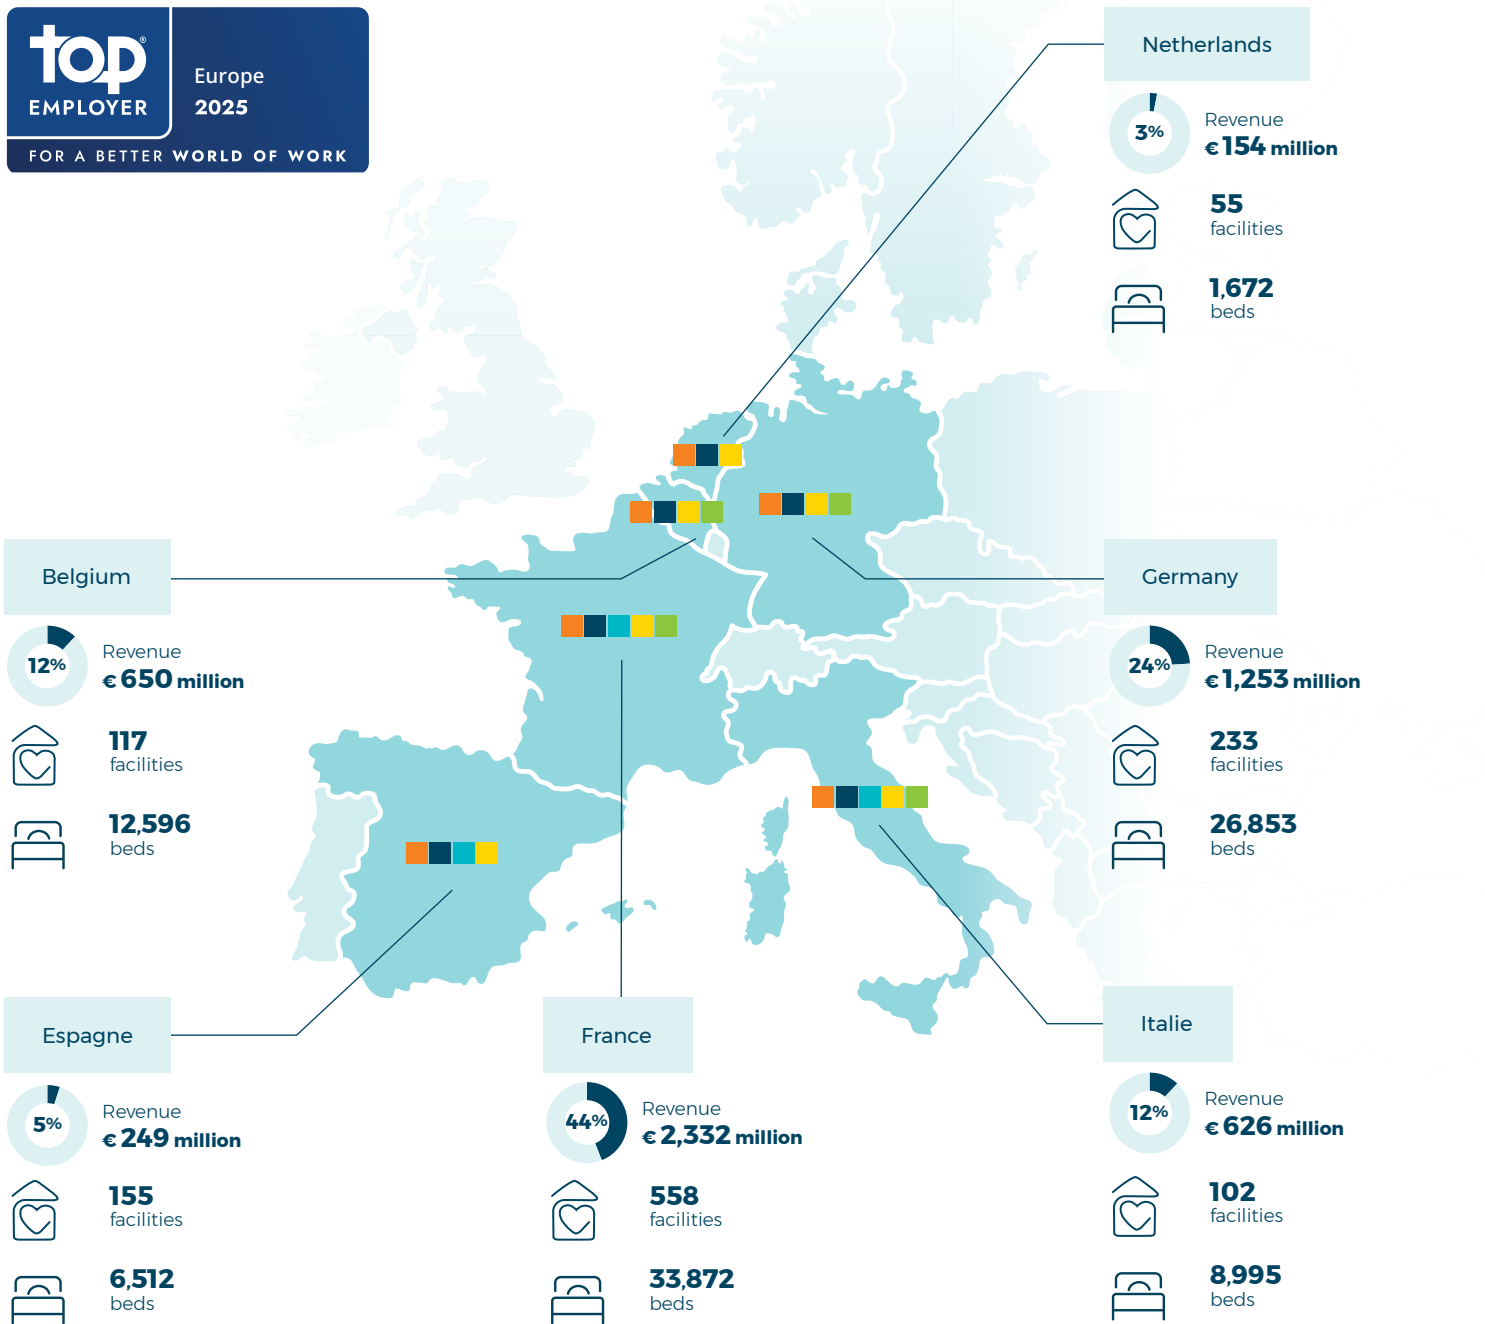 top®
EMPLOYER
Europe
2025
FOR A BETTER WORLD OF WORK
Netherlands
3%
Revenue
€ 154 million
55
facilities
1,672
beds
Belgium
12%
Revenue
€ 650 million
117
facilities
12,596
beds
Germany
24%
Revenue
€ 1,253 million
233
facilities
26,853
beds
Espagne
5%
Revenue
€ 249 million
155
facilities
6,512
beds
France
44%
Revenue
€ 2,332 million
558
facilities
33,872
beds
Italie
12%
Revenue
€ 626 million
102
facilities
8,995
beds